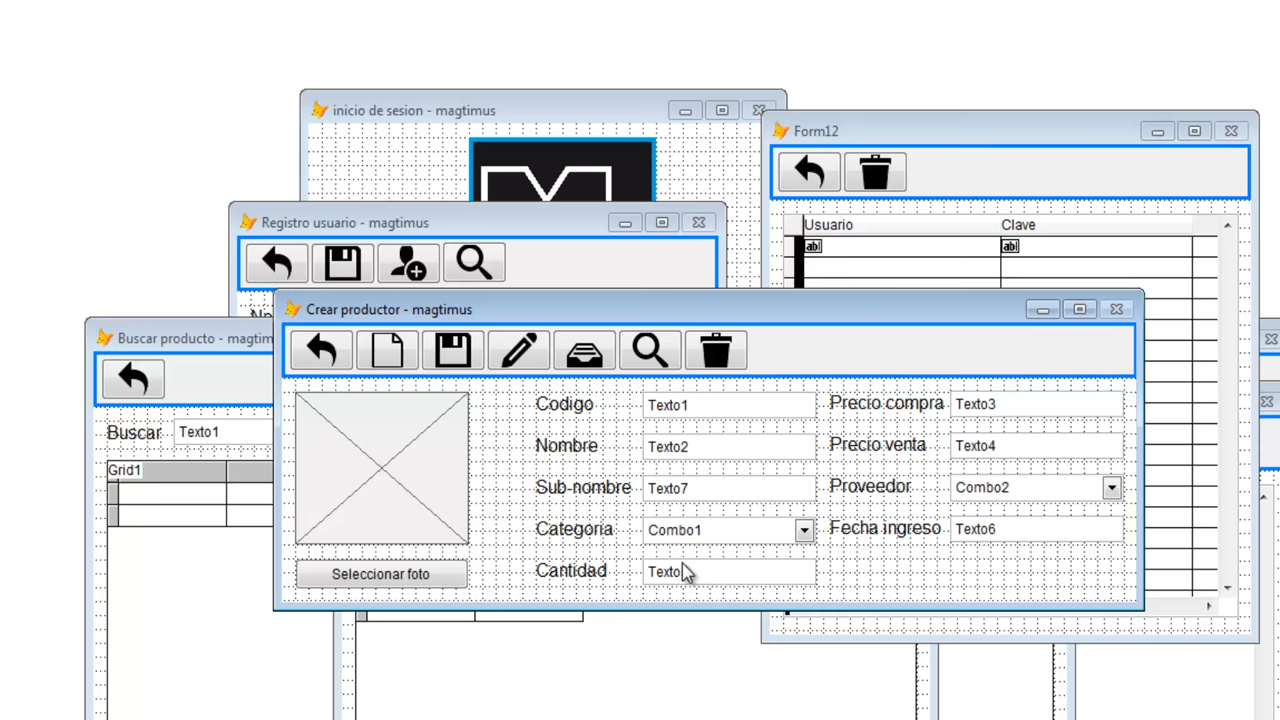 inicio de sesion - magtimus
Form12
Usuario Clave
abl abl
Registro usuario - magtimus
Crear productor - magtimus
Codigo Texto1 Precio compra Texto3
Nombre Texto2 Precio venta Texto4
Sub nombre Texto7 Proveedor Combo2
Categoria Combo1 Fecha ingreso Texto6
Cantidad
Seleccionar foto
Buscar producto - magtim
Buscar Texto1
Grid1